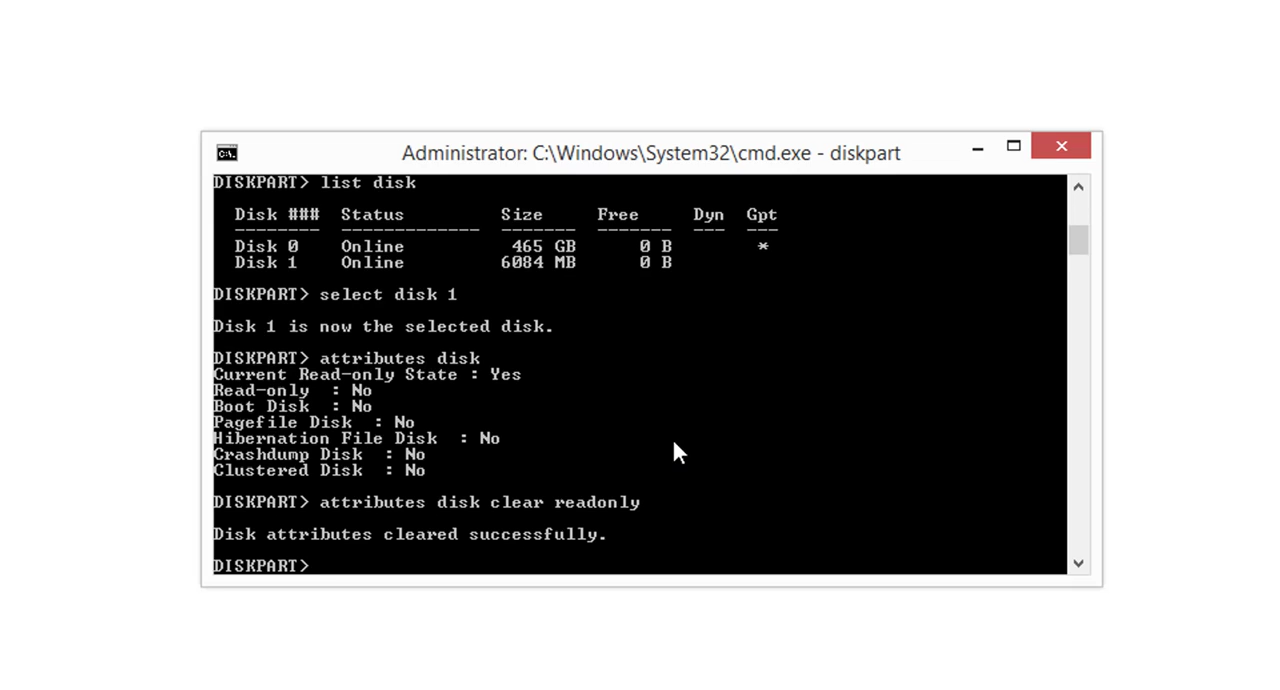 C:\.
Administrator: C:\Windows\System32\cmd.exe - diskpart
DISKPART> list disk
Disk ### Status Size Free Dyn Gpt
-------- ------------- ------- ------- --- ---
Disk 0 Online 465 GB 0 B *
Disk 1 Online 6084 MB 0 B
DISKPART> select disk 1
Disk 1 is now the selected disk.
DISKPART> attributes disk
Current Read-only State : Yes
Read-only : No
Boot Disk : No
Pagefile Disk : No
Hibernation File Disk : No
Crashdump Disk : No
Clustered Disk : No
DISKPART> attributes disk clear readonly
Disk attributes cleared successfully.
DISKPART>